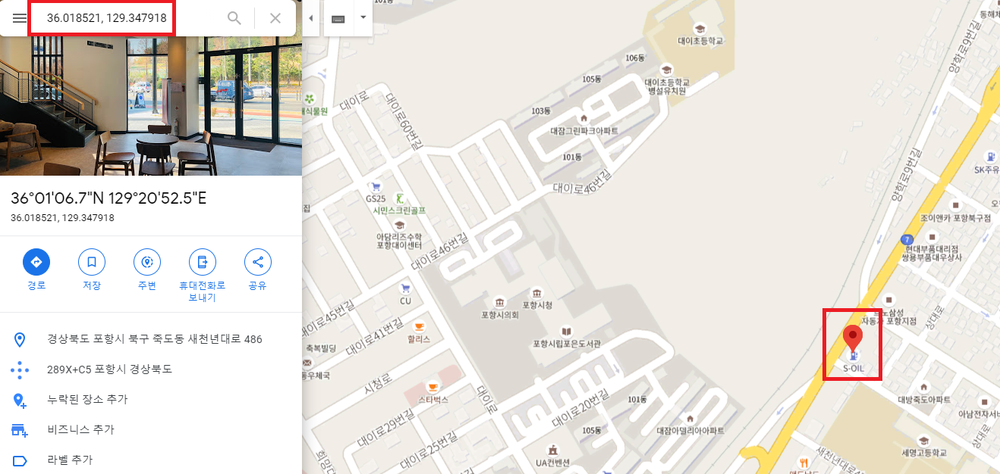 36.018521, 129.347918
36°01'06.7"N 129°20'52.5"E
36.018521, 129.347918
경로
저장
주변
휴대전화로
보내기
공유
경상북도 포항시 북구 죽도동 새천년대로 486
289X+C5 포항시 경상북도
누락된 장소 추가
비즈니스 추가
라벨 추가
대이초등학교
106동
105동
대이초등학교
병설유치원
양학로9번길
대이로
대이로60번길
103동
대잠그린파크아파트
101동
대이로46번길
양학로9번길
SK주유
GS25
시민스크린골프
아담리즈수학
포항대이센터
대이로46번길
조이앤카 포항북구점
7
현대부품대리점
쌍용부품대우상사
CU
포항시의회
포항시청
자동차 포항지점
상대로
대이로45번길
대이로41번길
할리스
포항시립포은도서관
축복빌딩
S-OIL
시청로
스타벅스
대이로
대이로20번길
101동
대방죽도아파트
아남전자서
대이로29번길
105동
대잠아델리아아파트
상대로
대이로25번길
세명고등학교
UA컨벤션
새천년대로
희망